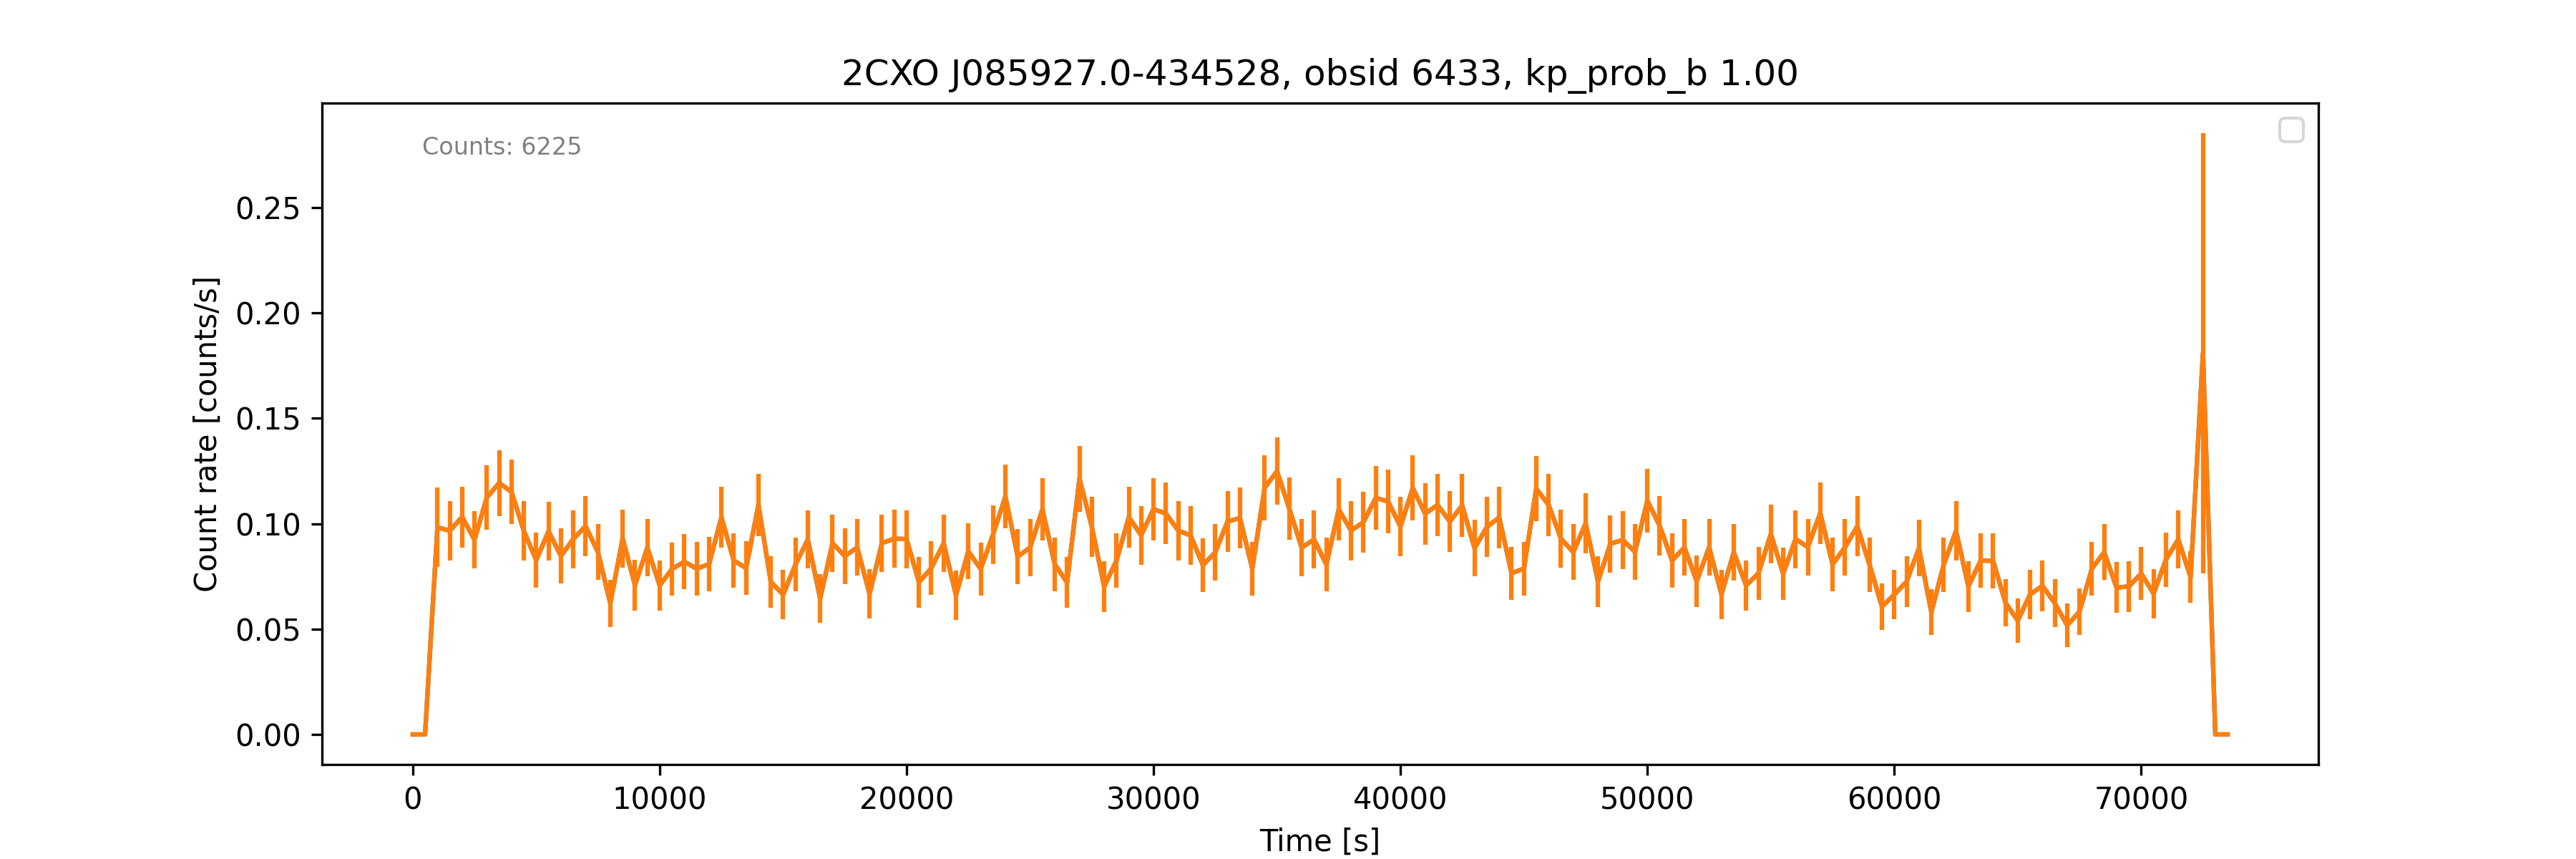 2CXO J085927.0-434528, obsid 6433, kp_prob_b 1.00
Counts: 6225
Count rate [counts/s]
0.25
0.20
0.15
0.10
0.05
0.00
0 10000 20000 30000 40000 50000 60000 70000
Time [s]